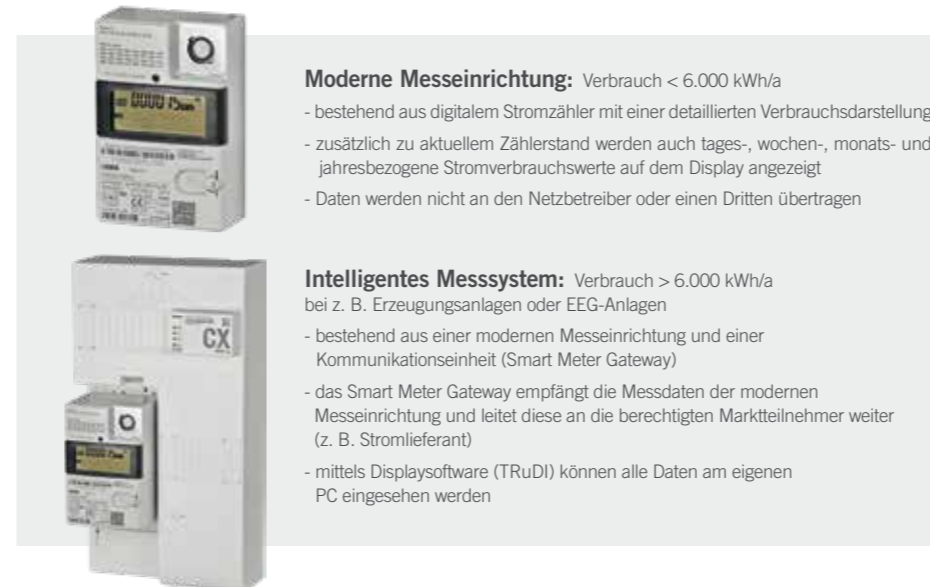 Moderne Messeinrichtung: Verbrauch < 6.000 kWh/a
- bestehend aus digitalem Stromzähler mit einer detaillierten Verbrauchsdarstellung
- zusätzlich zu aktuellem Zählerstand werden auch tages-, wochen-, monats- und
jahresbezogene Stromverbrauchswerte auf dem Display angezeigt
- Daten werden nicht an den Netzbetreiber oder einen Dritten übertragen
Intelligentes Messsystem: Verbrauch > 6.000 kWh/a
bei z. B. Erzeugungsanlagen oder EEG-Anlagen
- bestehend aus einer modernen Messeinrichtung und einer
Kommunikationseinheit (Smart Meter Gateway)
- das Smart Meter Gateway empfängt die Messdaten der modernen
Messeinrichtung und leitet diese an die berechtigten Marktteilnehmer weiter
(z. B. Stromlieferant)
- mittels Displaysoftware (TRuDI) können alle Daten am eigenen
PC eingesehen werden
CX